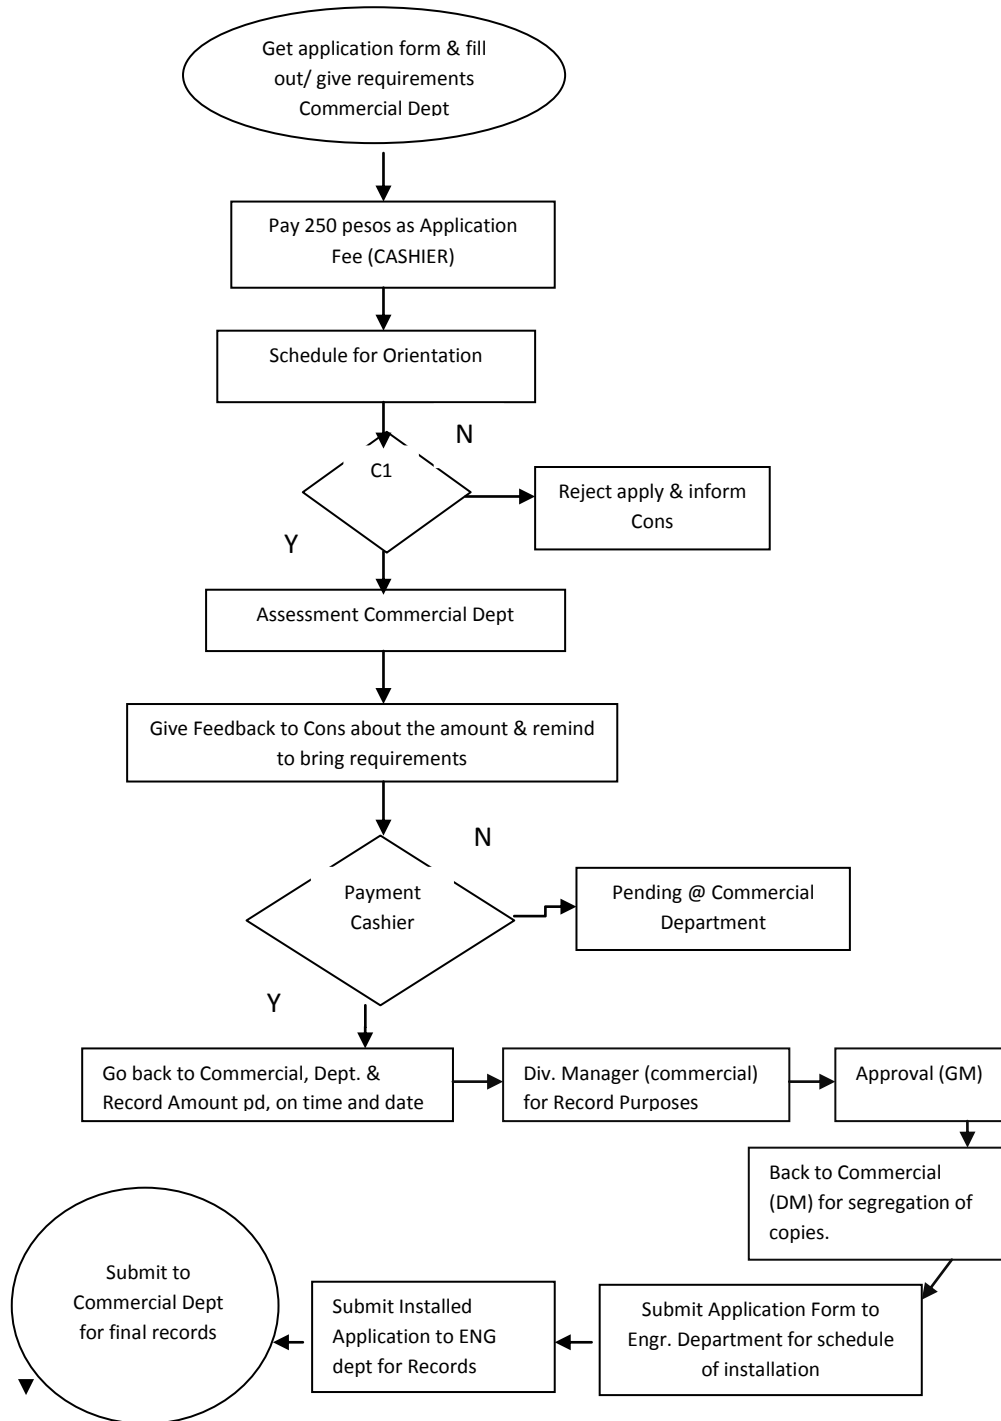 Get application form & fill
out/ give requirements
Commercial Dept
Pay 250 pesos as Application
Fee (CASHIER)
Schedule for Orientation
N
C1
Reject apply & inform
Cons
Y
Assessment Commercial Dept
Give Feedback to Cons about the amount & remind
to bring requirements
N
Payment
Cashier
Pending @ Commercial
Department
Y
Go back to Commercial, Dept. &
Record Amount pd, on time and date
Div. Manager (commercial)
for Record Purposes
Approval (GM)
Back to Commercial
(DM) for segregation of
copies.
Submit Application Form to
Engr. Department for schedule
of installation
Submit Installed
Application to ENG
dept for Records
Submit to
Commercial Dept
for final records